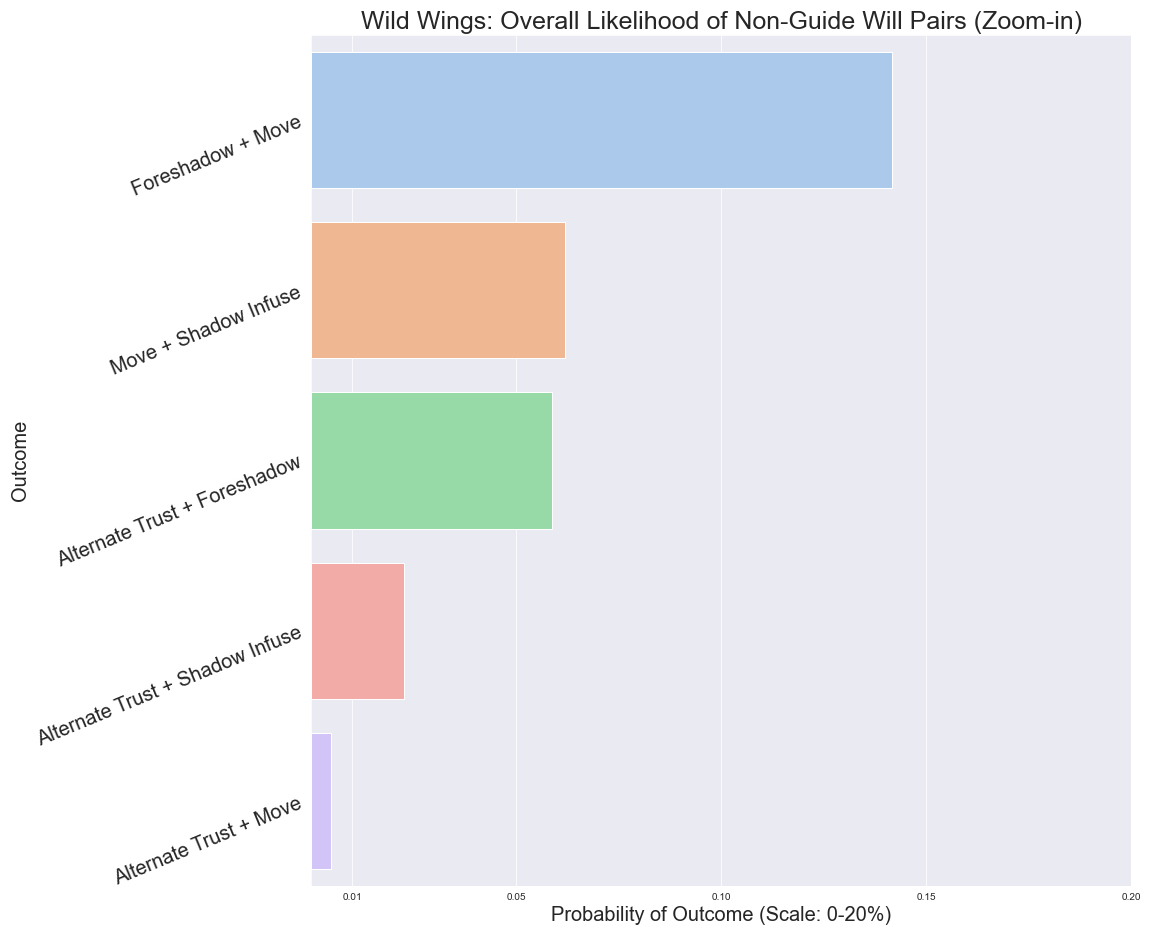 Wild Wings: Overall Likelihood of Non-Guide Will Pairs (Zoom-in)
Outcome
Foreshadow + Move
Move + Shadow Infuse
Alternate Trust + Foreshadow
Alternate Trust + Shadow Infuse
Alternate Trust + Move
0.01
0.05
0.10
0.15
0.20
Probability of Outcome (Scale: 0-20%)